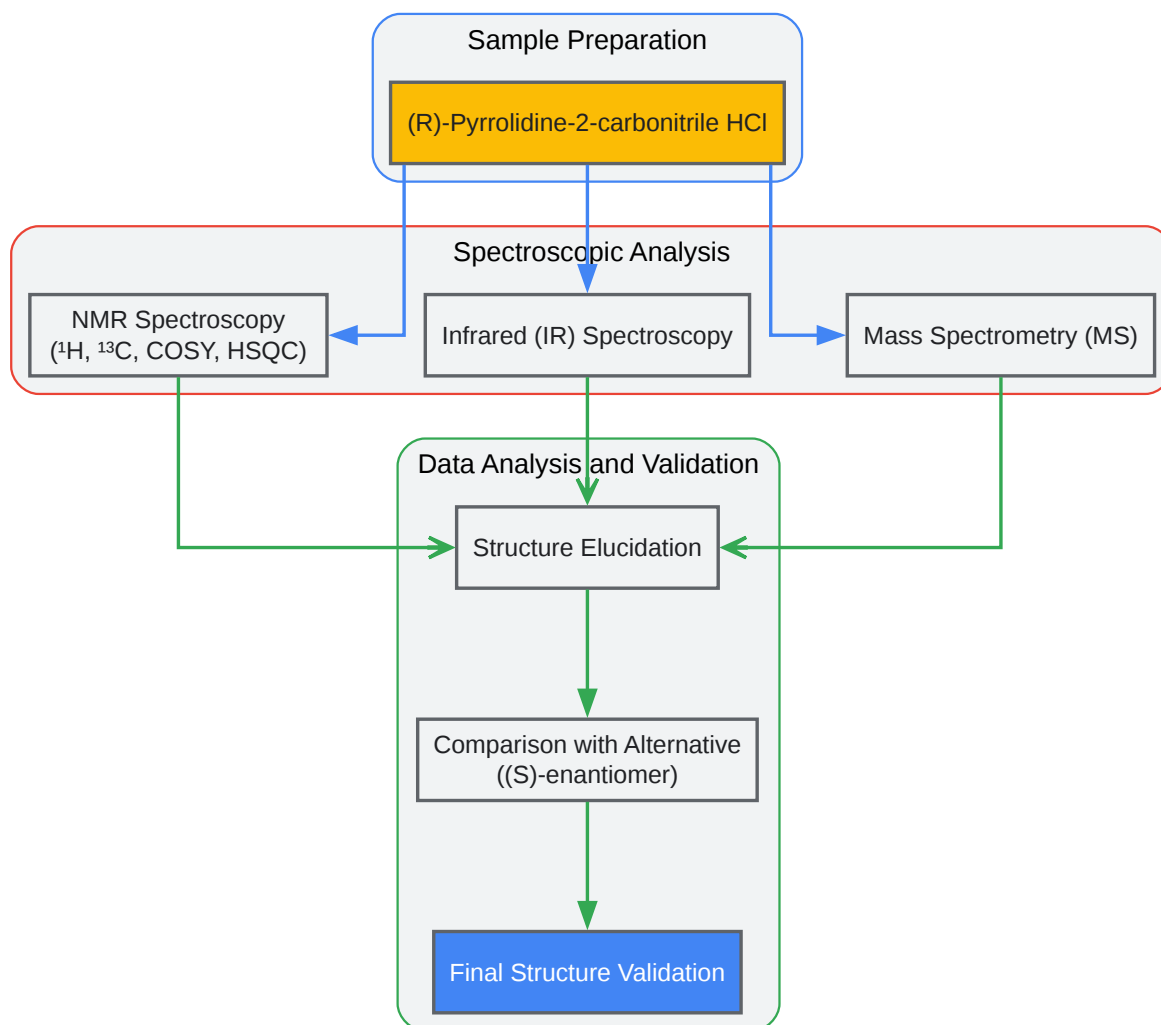 Sample Preparation
(R)-Pyrrolidine-2-carbonitrile HCl
Spectroscopic Analysis
NMR Spectroscopy
(¹H, ¹³C, COSY, HSQC)
Infrared (IR) Spectroscopy
Mass Spectrometry (MS)
Data Analysis and Validation
Structure Elucidation
Comparison with Alternative
((S)-enantiomer)
Final Structure Validation